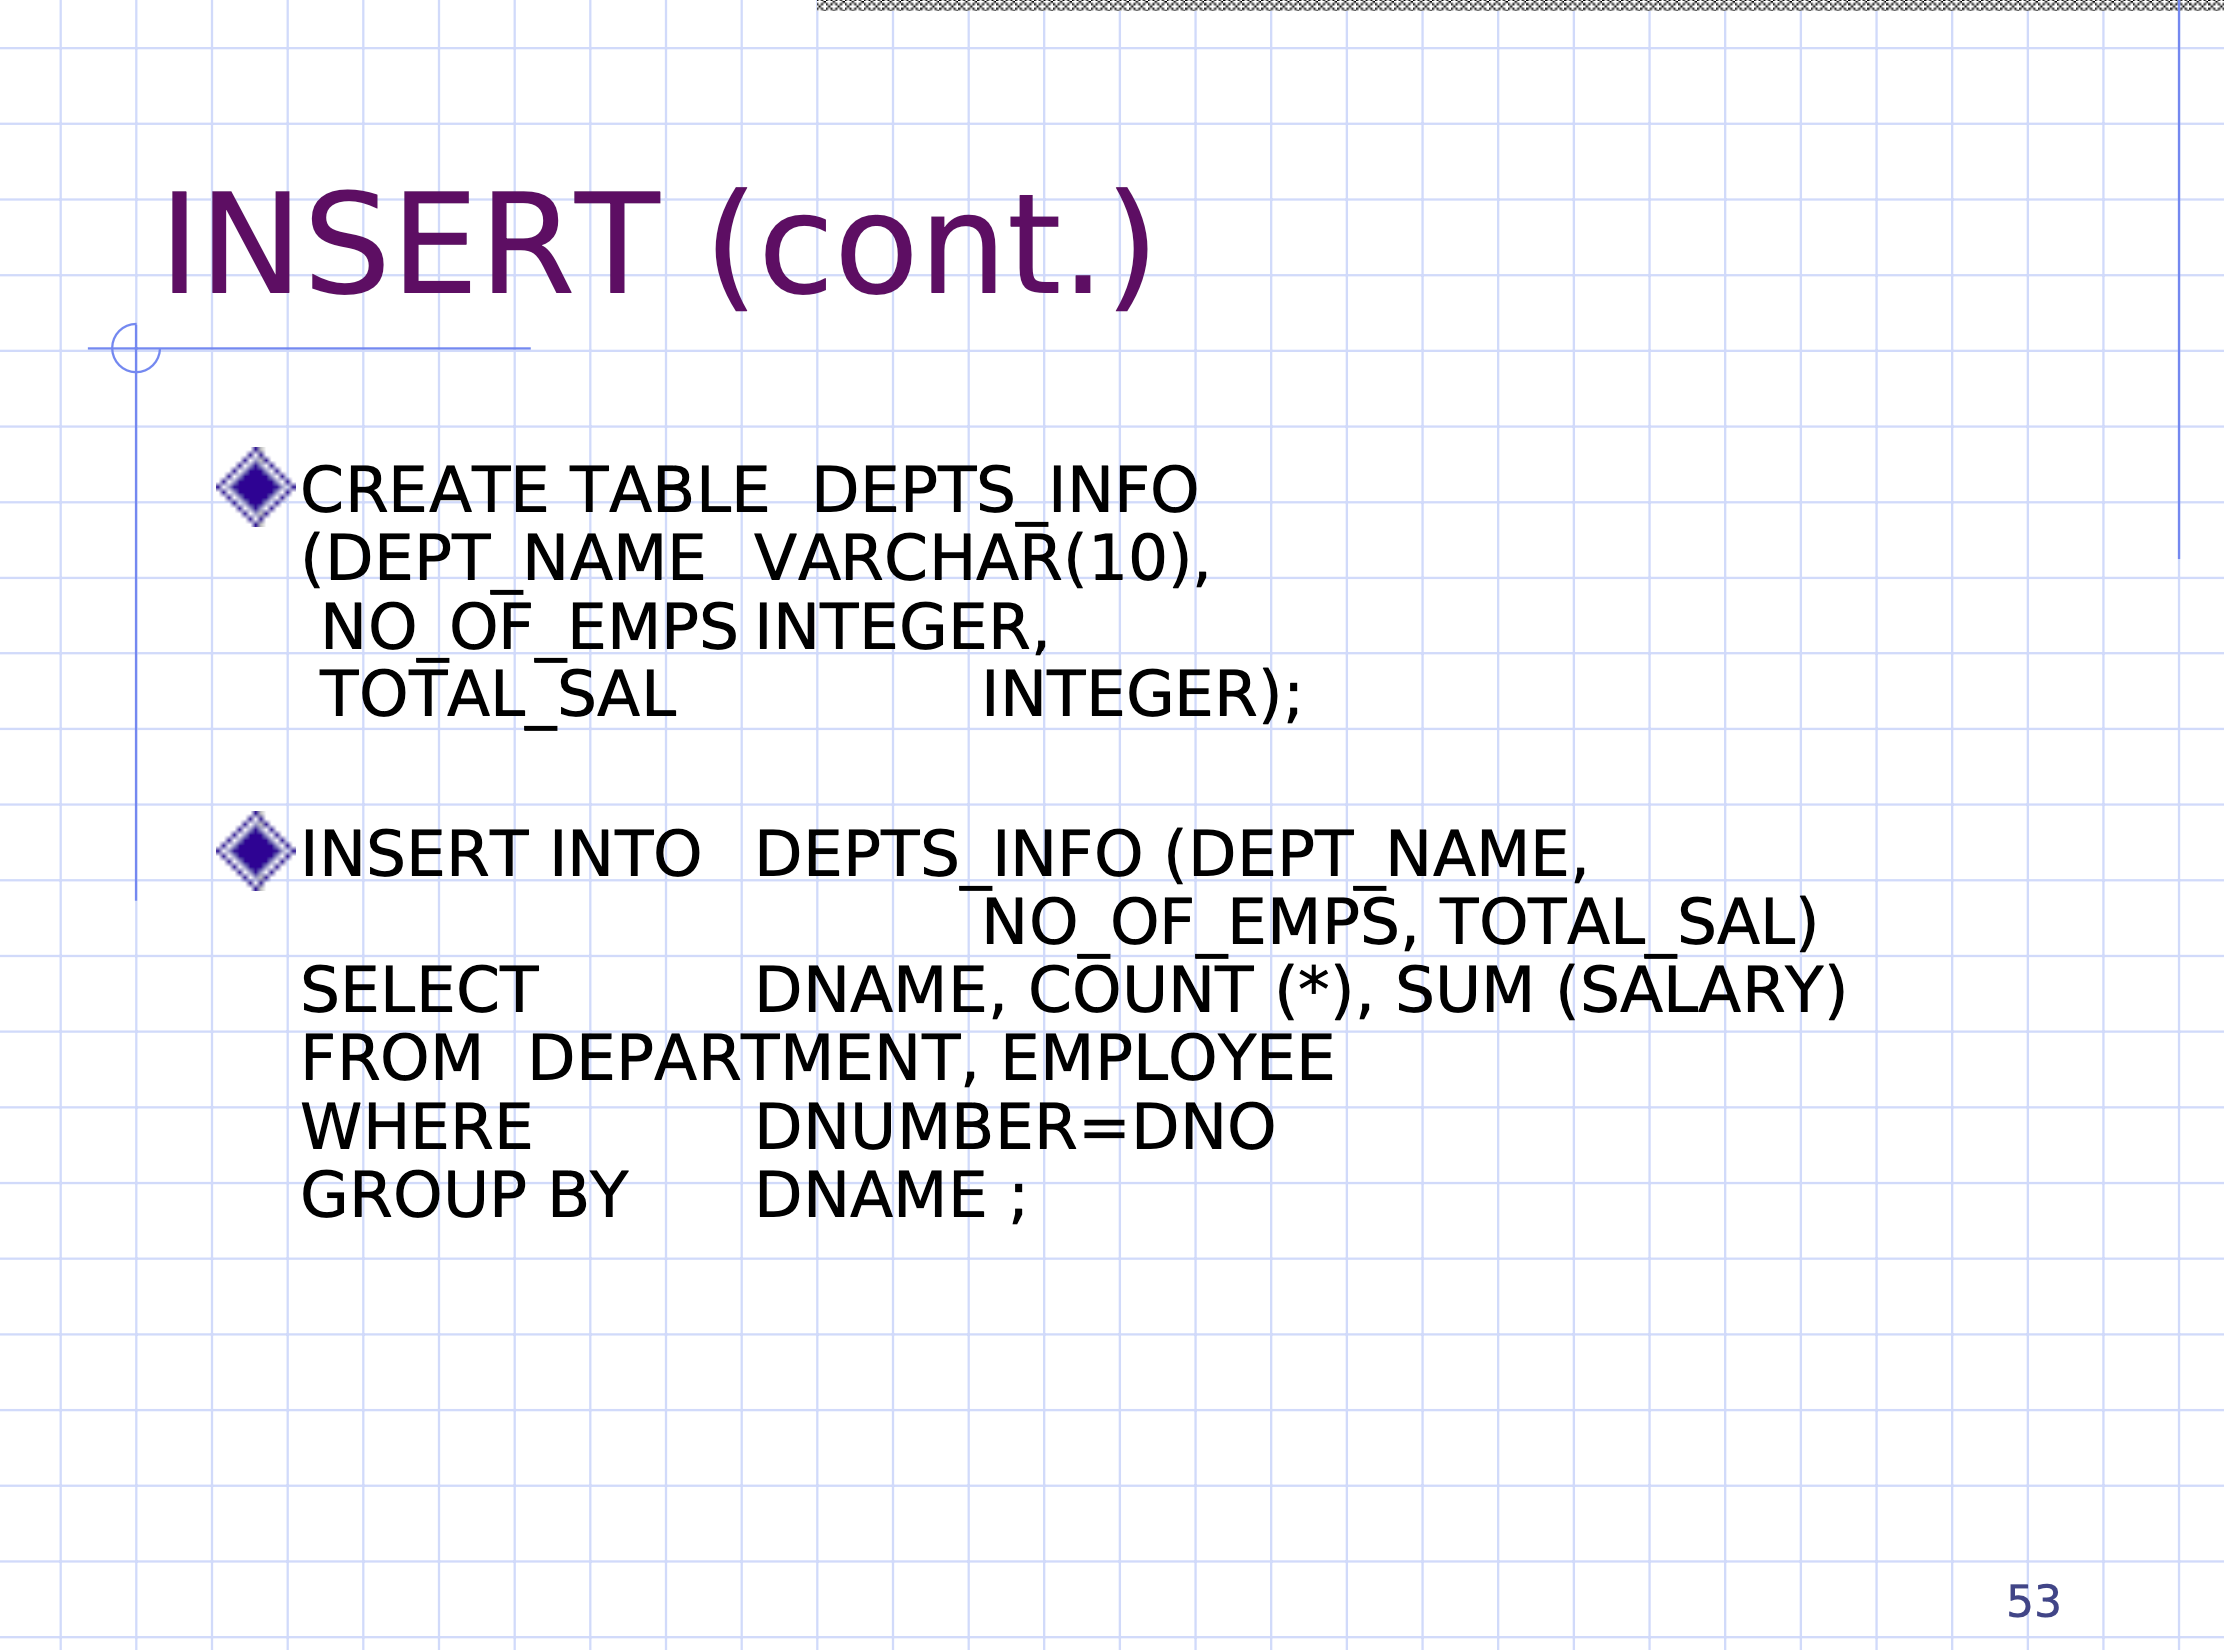 INSERT (cont.)
CREATE TABLE DEPTS_INFO
(DEPT_NAME VARCHAR(10),
NO_OF_EMPS INTEGER,
TOTAL_SAL INTEGER);
INSERT INTO DEPTS_INFO (DEPT_NAME,
NO_OF_EMPS, TOTAL_SAL)
SELECT DNAME, COUNT (*), SUM (SALARY)
FROM DEPARTMENT, EMPLOYEE
WHERE DNUMBER=DNO
GROUP BY DNAME ;
53